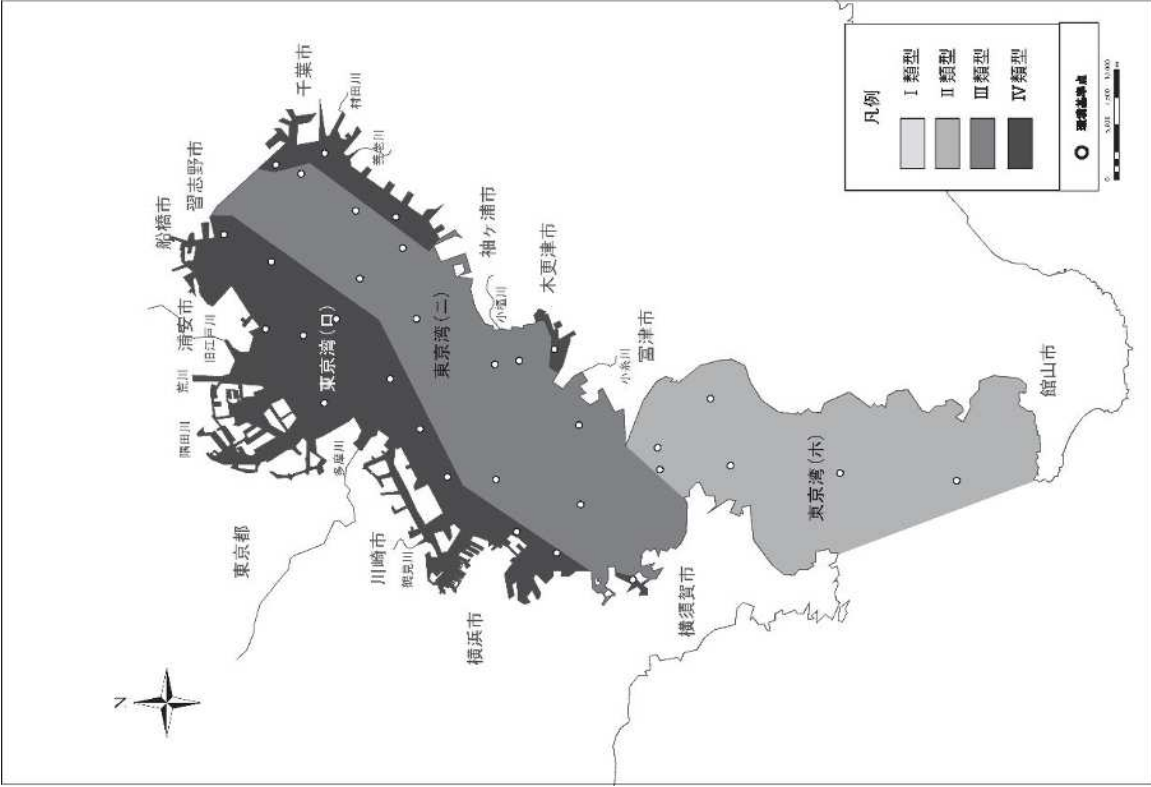 N
船橋市
習志野市
千葉市
村田川
養老川
浦安市
旧江戸川
荒川
隅田川
東京湾(ロ)
東京湾(ニ)
袖ケ浦市
小櫃川
木更津市
小糸川
富津市
多摩川
東京都
川崎市
鶴見川
横浜市
横須賀市
東京湾(ホ)
館山市
凡例
Ⅰ類型
Ⅱ類型
Ⅲ類型
Ⅳ類型
環境基準点